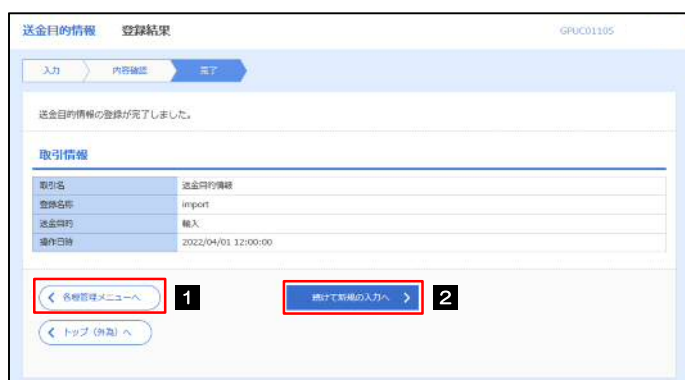 送金目的情報 登録結果 GPUC01105
入力 内容確認 完了
送金目的情報の登録が完了しました。
取引情報
取引名 送金目的情報
登録名称 import
送金目的 輸入
操作日時 2022/04/01 12:00:00
各種管理メニューへ 1 続けて新規の入力へ 2
トップ（外為）へ